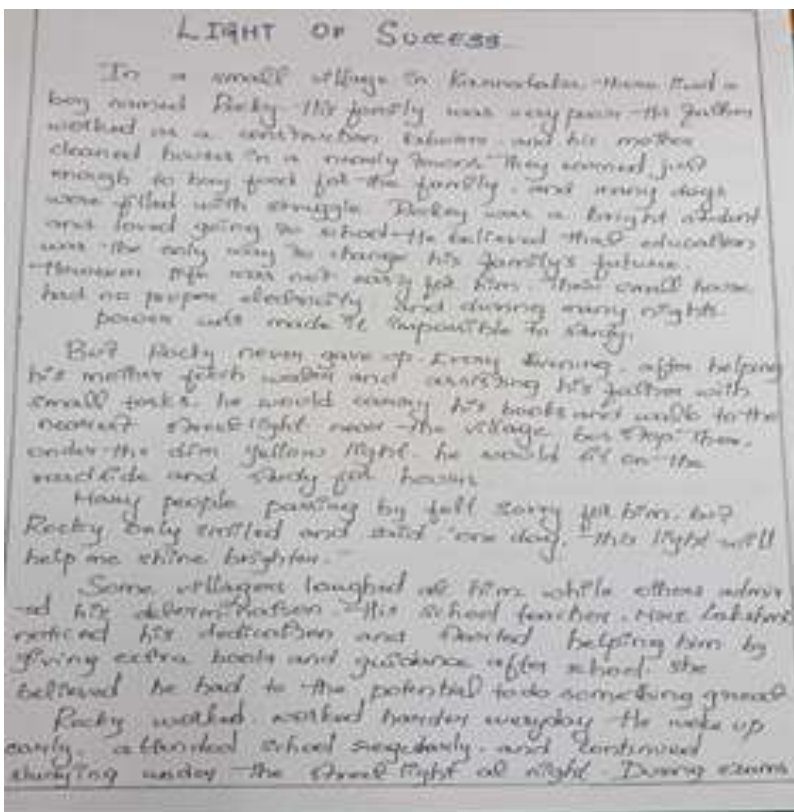 LIGHT OF SUCCESS
In a small village in Karnataka there lived a
boy named Rocky. His family was very poor. His father
worked as a construction labourer and his mother
cleaned houses in a nearby town. They earned just
enough to buy food for the family, and many days
were filled with struggle. Rocky was a bright student
and loved going to school. He believed that education
was the only way to change his family's future.
However life was not easy for him. Their small house
had no proper electricity and during many nights
power cuts made it impossible to study.
But Rocky never gave up. Every evening, after helping
his mother fetch water and assisting his father with
small tasks, he would carry his books and walk to the
nearest street light near the village bus stop. There,
under the dim yellow light, he would sit on the
roadside and study for hours
Many people passing by felt sorry for him, but
Rocky only smiled and said, "one day, this light will
help me shine brighter."
Some villagers laughed at him while others admir
-ed his determination. His school teacher, Mrs Lakshmi
noticed his dedication and started helping him by
giving extra books and guidance after school. she
believed he had to the potential to do something great
Rocky worked worked harder everyday. He woke up
early, attended school regularly, and continued
studying under the street light at night. During exams